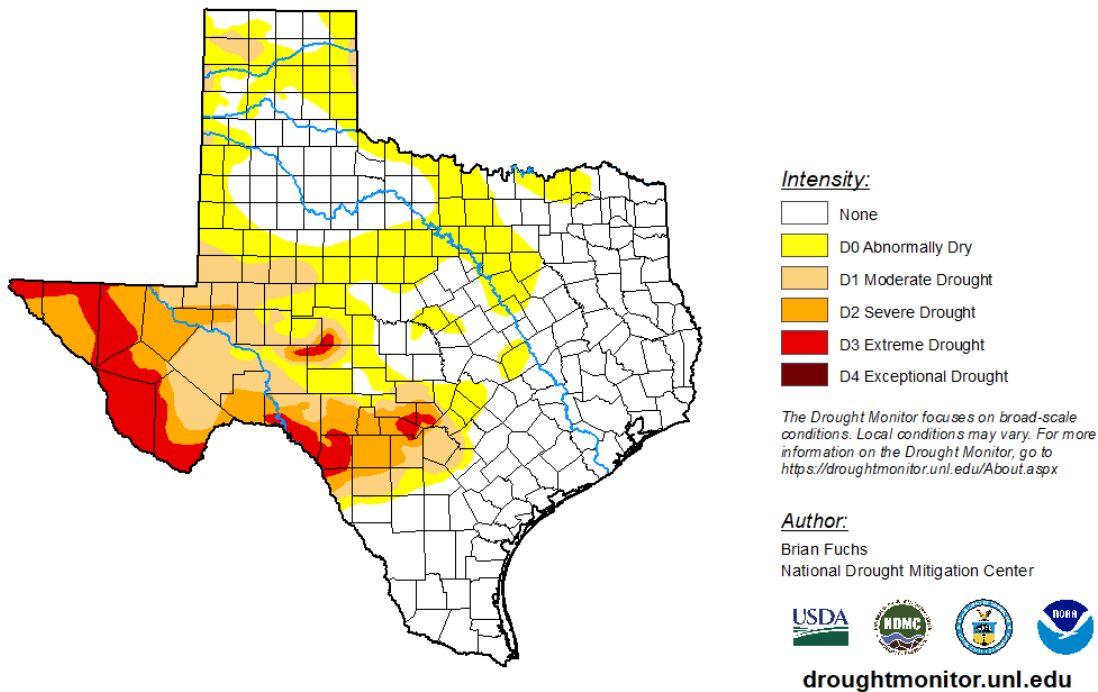 Intensity:
None
D0 Abnormally Dry
D1 Moderate Drought
D2 Severe Drought
D3 Extreme Drought
D4 Exceptional Drought
The Drought Monitor focuses on broad-scale
conditions. Local conditions may vary. For more
information on the Drought Monitor, go to
https://droughtmonitor.unl.edu/About.aspx
Author:
Brian Fuchs
National Drought Mitigation Center
USDA
NDMC
NOAA
droughtmonitor.unl.edu